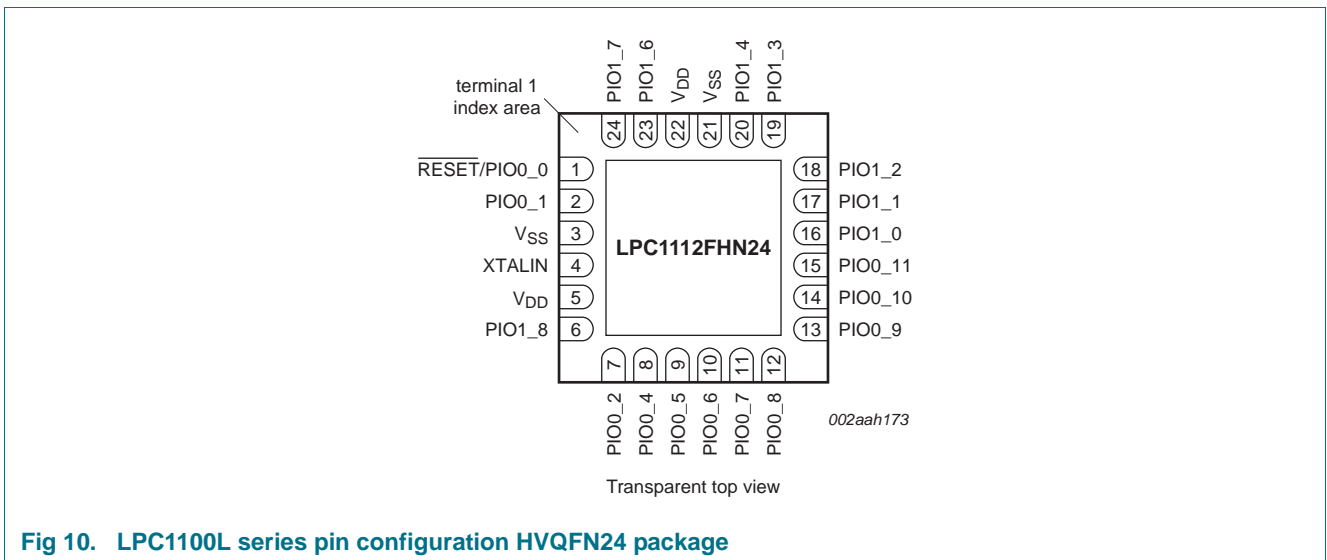 PIO1_7
PIO1_6
VDD
VSS
PIO1_4
PIO1_3
terminal 1
index area
24
23
22
21
20
19
RESET/PIO0_0 1
18 PIO1_2
PIO0_1 2
17 PIO1_1
VSS 3
16 PIO1_0
LPC1112FHN24
XTALIN 4
15 PIO0_11
VDD 5
14 PIO0_10
PIO1_8 6
13 PIO0_9
7
8
9
10
11
12
PIO0_2
PIO0_4
PIO0_5
PIO0_6
PIO0_7
PIO0_8
002aah173
Transparent top view
Fig 10. LPC1100L series pin configuration HVQFN24 package